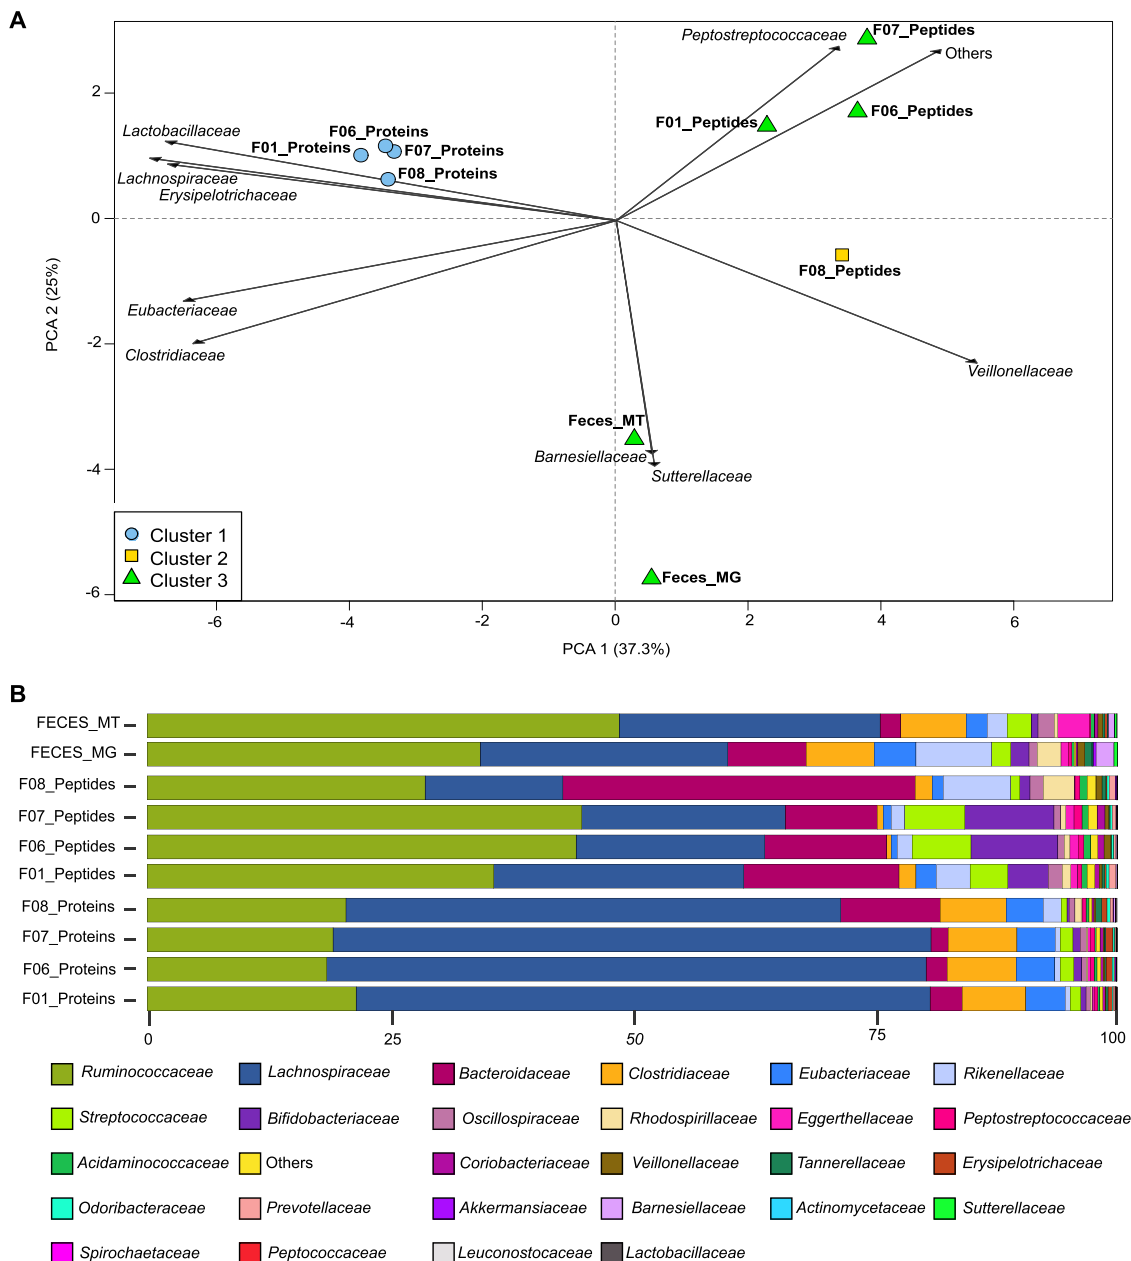 A
Peptostreptococcaceae
F07_Peptides
Others
2
F06_Peptides
F01_Peptides
Lactobacillaceae
F06_Proteins
F01_Proteins
F07_Proteins
F08_Proteins
Lachnospiraceae
Erysipelotrichaceae
0
F08_Peptides
Eubacteriaceae
PCA 2 (25%)
-2
Clostridiaceae
Veillonellaceae
Feces_MT
Barnesiellaceae
-4
Sutterellaceae
Cluster 1
Cluster 2
Cluster 3
Feces_MG
-6
-6 -4 -2 0 2 4 6
PCA 1 (37.3%)
B
FECES_MT
FECES_MG
F08_Peptides
F07_Peptides
F06_Peptides
F01_Peptides
F08_Proteins
F07_Proteins
F06_Proteins
F01_Proteins
0 25 50 75 100
Ruminococcaceae Lachnospiraceae Bacteroidaceae Clostridiaceae Eubacteriaceae Rikenellaceae
Streptococcaceae Bifidobacteriaceae Oscillospiraceae Rhodospirillaceae Eggerthellaceae Peptostreptococcaceae
Acidaminococcaceae Others Coriobacteriaceae Veillonellaceae Tannerellaceae Erysipelotrichaceae
Odoribacteraceae Prevotellaceae Akkermansiaceae Barnesiellaceae Actinomycetaceae Sutterellaceae
Spirochaetaceae Peptococcaceae Leuconostocaceae Lactobacillaceae